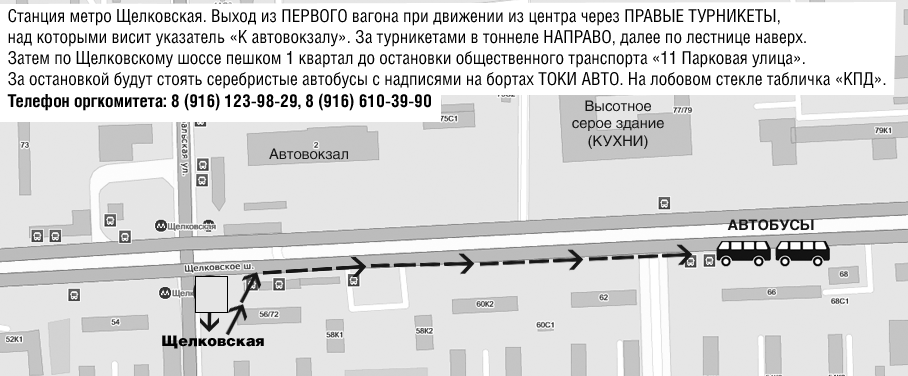 Станция метро Щелковская. Выход из ПЕРВОГО вагона при движении из центра через ПРАВЫЕ ТУРНИКЕТЫ,
над которыми висит указатель «К автовокзалу». За турникетами в тоннеле НАПРАВО, далее по лестнице наверх.
Затем по Щелковскому шоссе пешком 1 квартал до остановки общественного транспорта «11 Парковая улица».
За остановкой будут стоять серебристые автобусы с надписями на бортах ТОКИ АВТО. На лобовом стекле табличка «КПД».
Телефон оргкомитета: 8 (916) 123-98-29, 8 (916) 610-39-90
75С1
Высотное
серое здание
(КУХНИ)
77/79
79К1
73
2
Автовокзал
ул.
Щелковская
АВТОБУСЫ
Щелковское ш.
68
66
68С1
62
60К2
54
56/72
60С1
58К2
58К1
52К1
Щелковская